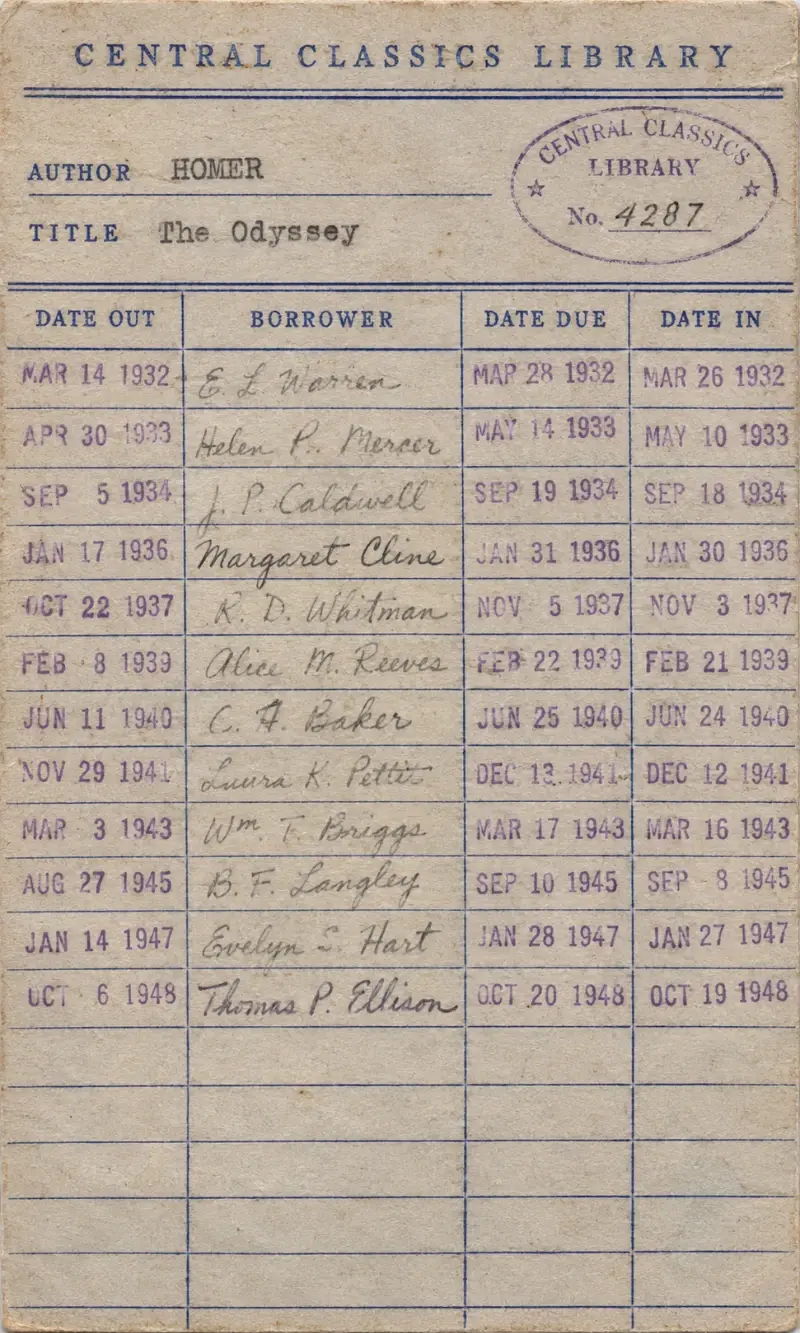 CENTRAL CLASSICS LIBRARY
CENTRAL CLASSICS
LIBRARY
No. 4287
AUTHOR HOMER
TITLE The Odyssey
DATE OUT BORROWER DATE DUE DATE IN
MAR 14 1932 E. L. Warren MAR 28 1932 MAR 26 1932
APR 30 1933 Helen P. Mercer MAY 14 1933 MAY 10 1933
SEP 5 1934 J. P. Caldwell SEP 19 1934 SEP 18 1934
JAN 17 1936 Margaret Cline JAN 31 1936 JAN 30 1936
OCT 22 1937 R. D. Whitman NOV 5 1937 NOV 3 1937
FEB 8 1939 Alice M. Reeves FEB 22 1939 FEB 21 1939
JUN 11 1940 C. Baker JUN 25 1940 JUN 24 1940
NOV 29 1941 Laura K. Pettit DEC 13 1941 DEC 12 1941
MAR 3 1943 Wm. T. Briggs MAR 17 1943 MAR 16 1943
AUG 27 1945 B. F. Langley SEP 10 1945 SEP 8 1945
JAN 14 1947 Evelyn Hart JAN 28 1947 JAN 27 1947
OCT 6 1948 Thomas P. Ellison OCT 20 1948 OCT 19 1948